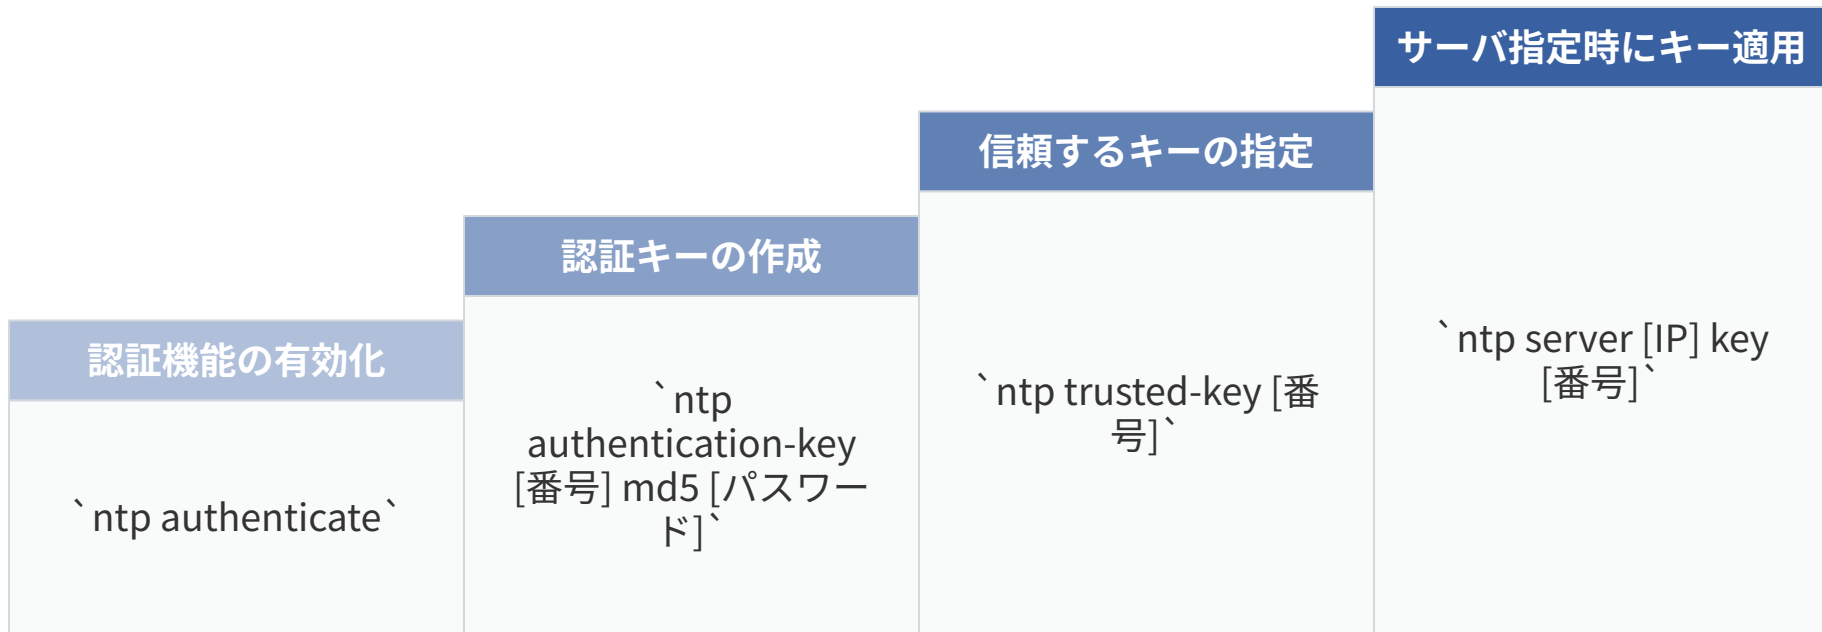 認証機能の有効化
`ntp authenticate`
認証キーの作成
`ntp
authentication-key
[番号] md5 [パスワー
ド]`
信頼するキーの指定
`ntp trusted-key [番
号]`
サーバ指定時にキー適用
`ntp server [IP] key
[番号]`